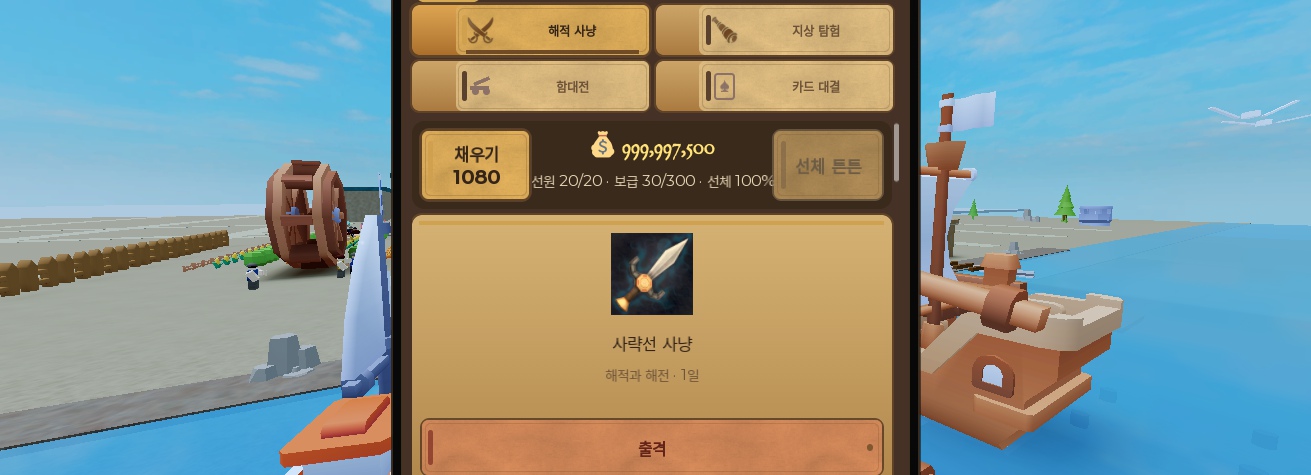 해적 사냥
지상 탐험
함대전
카드 대결
채우기
1080
999,997,500
선원 20/20 · 보급 30/300 · 선체 100%
선체 튼튼
사략선 사냥
해적과 해전 · 1일
출격